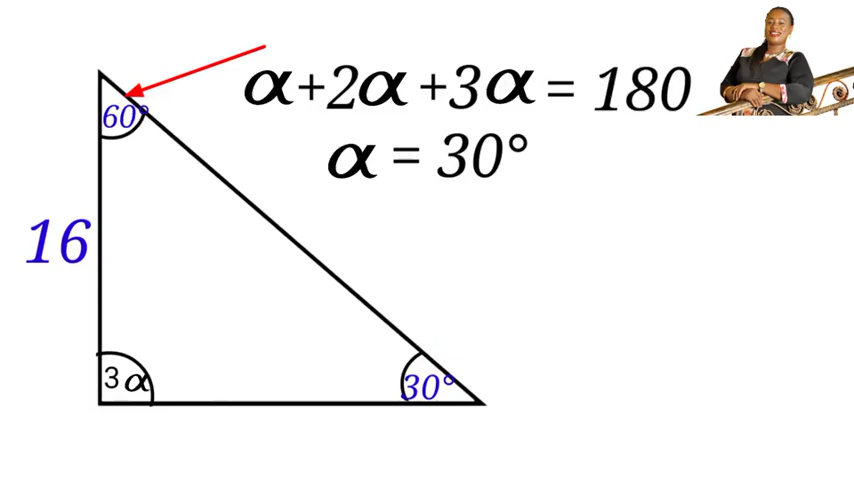 α+2α+3α = 180
60°
α = 30°
16
3α
30°